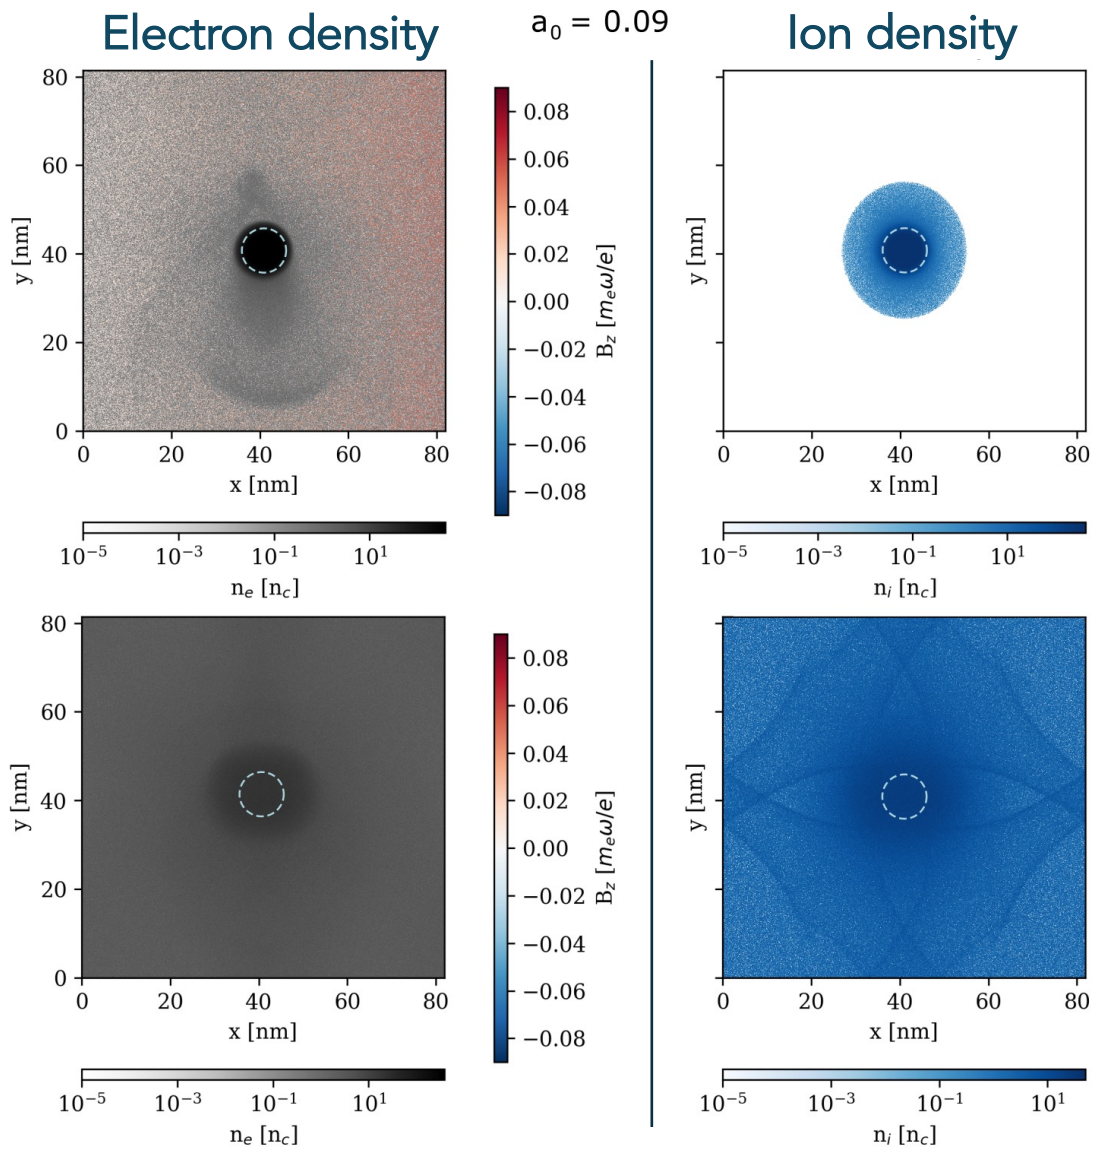 Electron density
a₀ = 0.09
Ion density
80
60
40
20
0
y [nm]
0 20 40 60 80
x [nm]
10⁻⁵ 10⁻³ 10⁻¹ 10¹
nₑ [n_c]
0.08
0.06
0.04
0.02
0.00
−0.02
−0.04
−0.06
−0.08
B_z [mₑω/e]
y [nm]
0 20 40 60 80
x [nm]
10⁻⁵ 10⁻³ 10⁻¹ 10¹
nᵢ [n_c]
80
60
40
20
0
y [nm]
0 20 40 60 80
x [nm]
10⁻⁵ 10⁻³ 10⁻¹ 10¹
nₑ [n_c]
0.08
0.06
0.04
0.02
0.00
−0.02
−0.04
−0.06
−0.08
B_z [mₑω/e]
y [nm]
0 20 40 60 80
x [nm]
10⁻⁵ 10⁻³ 10⁻¹ 10¹
nᵢ [n_c]